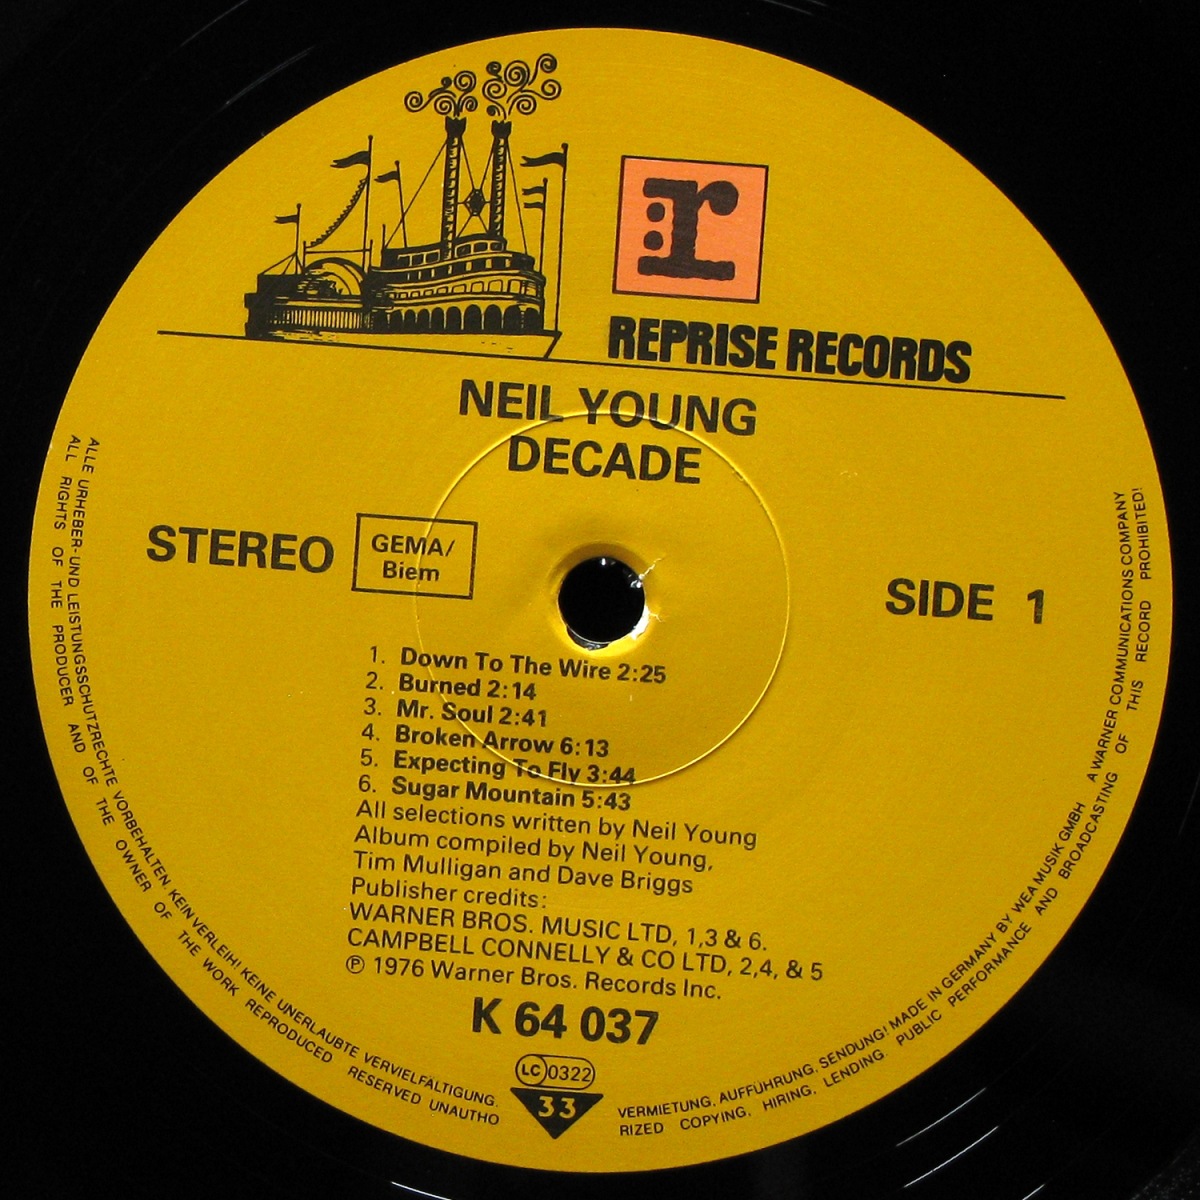 r:
REPRISE RECORDS
NEIL YOUNG
DECADE
STEREO
GEMA/
Biem
SIDE 1
1. Down To The Wire 2:25
2. Burned 2:14
3. Mr. Soul 2:41
4. Broken Arrow 6:13
5. Expecting To Fly 3:44
6. Sugar Mountain 5:43
All selections written by Neil Young
Album compiled by Neil Young,
Tim Mulligan and Dave Briggs
Publisher credits:
WARNER BROS. MUSIC LTD, 1,3 & 6.
CAMPBELL CONNELLY & CO LTD, 2,4, & 5
℗ 1976 Warner Bros. Records Inc.
K 64 037
LC 0322
33
ALLE URHEBER- UND LEISTUNGSSCHUTZRECHTE VORBEHALTEN. KEIN VERLEIH! KEINE UNERLAUBTE VERVIELFÄLTIGUNG. VERMIETUNG, AUFFÜHRUNG, SENDUNG! MADE IN GERMANY BY WEA MUSIK GMBH A WARNER COMMUNICATIONS COMPANY
ALL RIGHTS OF THE PRODUCER AND OF THE OWNER OF THE WORK REPRODUCED RESERVED UNAUTHORIZED COPYING, HIRING, LENDING. PUBLIC PERFORMANCE AND BROADCASTING OF THIS RECORD PROHIBITED!